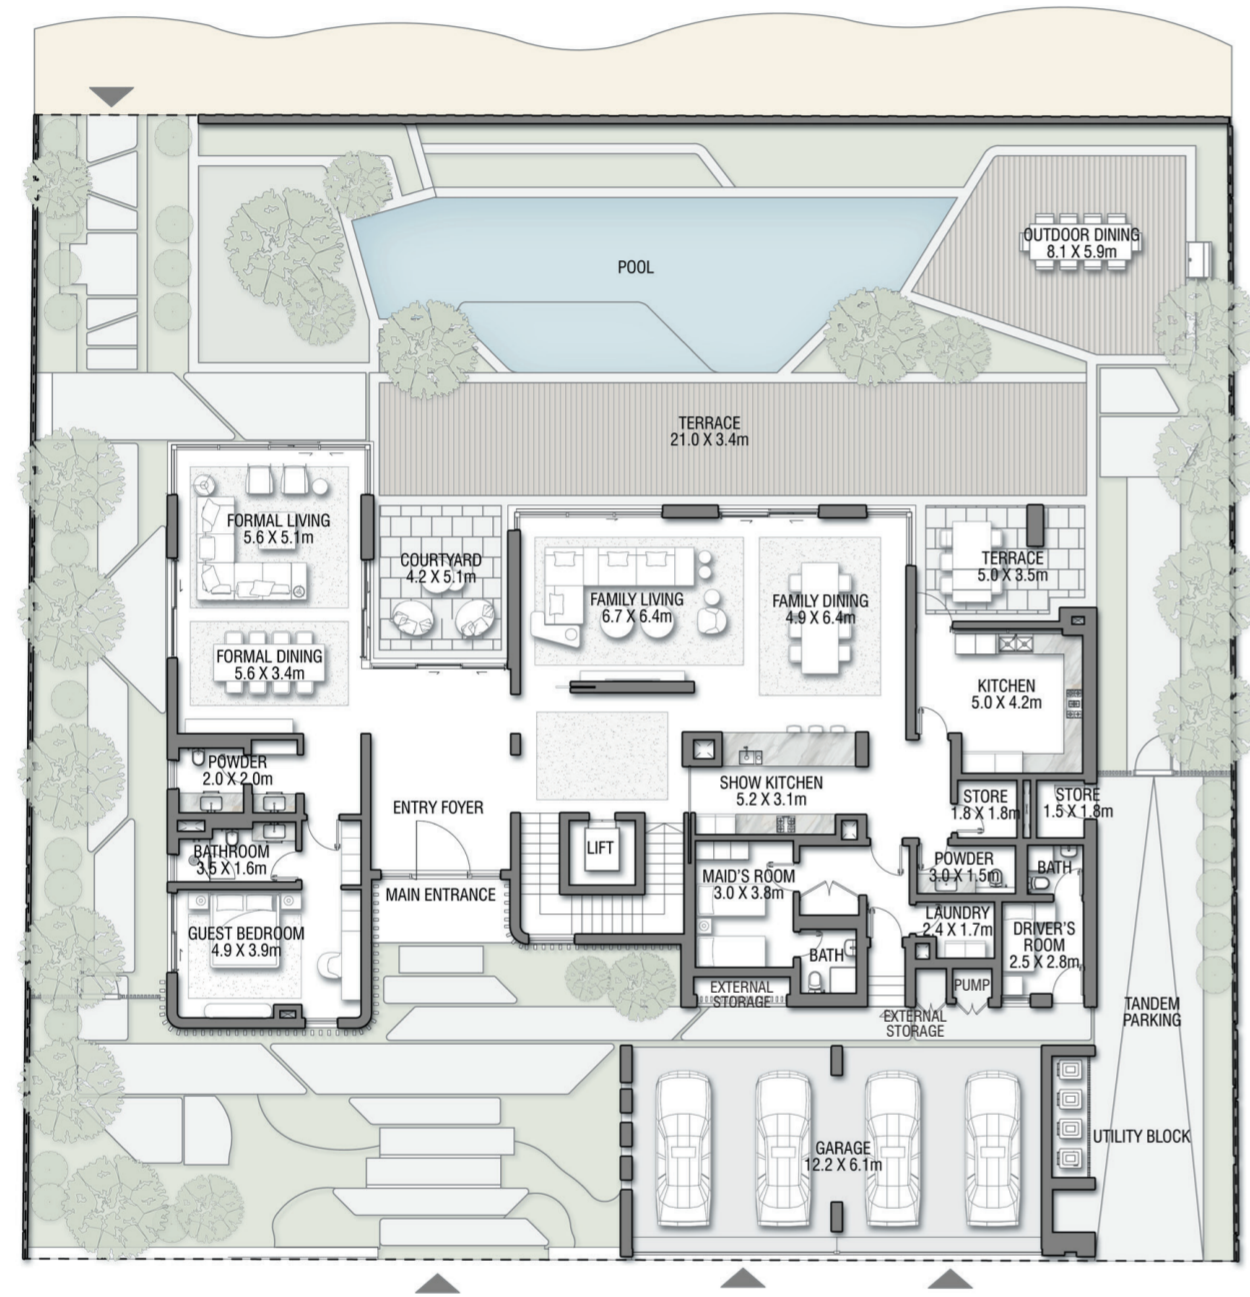 POOL
OUTDOOR DINING
8.1 X 5.9m
TERRACE
21.0 X 3.4m
FORMAL LIVING
5.6 X 5.1m
COURTYARD
4.2 X 5.1m
FAMILY LIVING
6.7 X 6.4m
FAMILY DINING
4.9 X 6.4m
TERRACE
5.0 X 3.5m
FORMAL DINING
5.6 X 3.4m
KITCHEN
5.0 X 4.2m
POWDER
2.0 X 2.0m
ENTRY FOYER
SHOW KITCHEN
5.2 X 3.1m
STORE
1.8 X 1.8m
STORE
1.5 X 1.8m
BATHROOM
3.5 X 1.6m
LIFT
MAIN ENTRANCE
MAID'S ROOM
3.0 X 3.8m
POWDER
3.0 X 1.5m
BATH
GUEST BEDROOM
4.9 X 3.9m
LAUNDRY
2.4 X 1.7m
DRIVER'S
ROOM
2.5 X 2.8m
BATH
EXTERNAL
STORAGE
PUMP
EXTERNAL
STORAGE
TANDEM
PARKING
GARAGE
12.2 X 6.1m
UTILITY BLOCK